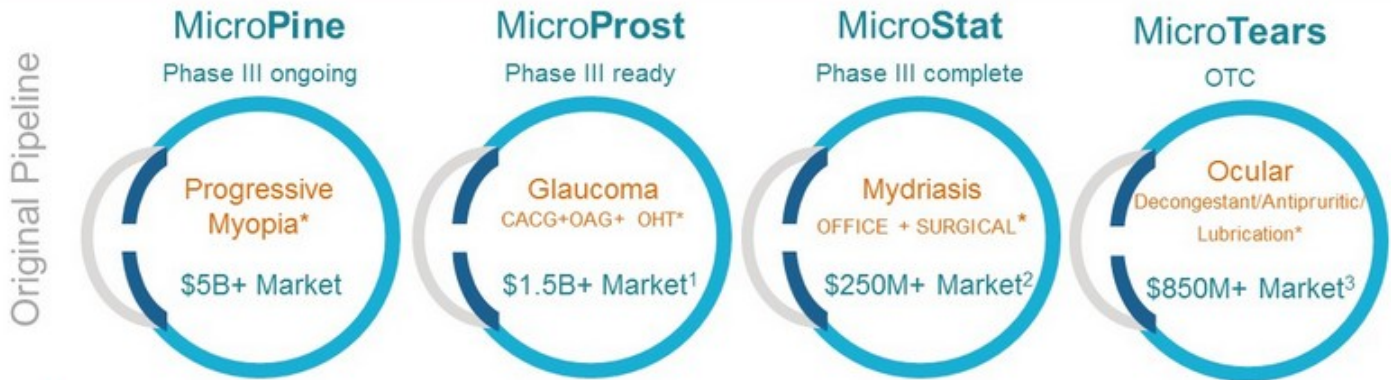 Original Pipeline
MicroPine
Phase III ongoing
Progressive
Myopia*
$5B+ Market
MicroProst
Phase III ready
Glaucoma
CACG+OAG+ OHT*
$1.5B+ Market¹
MicroStat
Phase III complete
Mydriasis
OFFICE + SURGICAL*
$250M+ Market²
MicroTears
OTC
Ocular
Decongestant/Antipruritic/
Lubrication*
$850M+ Market³